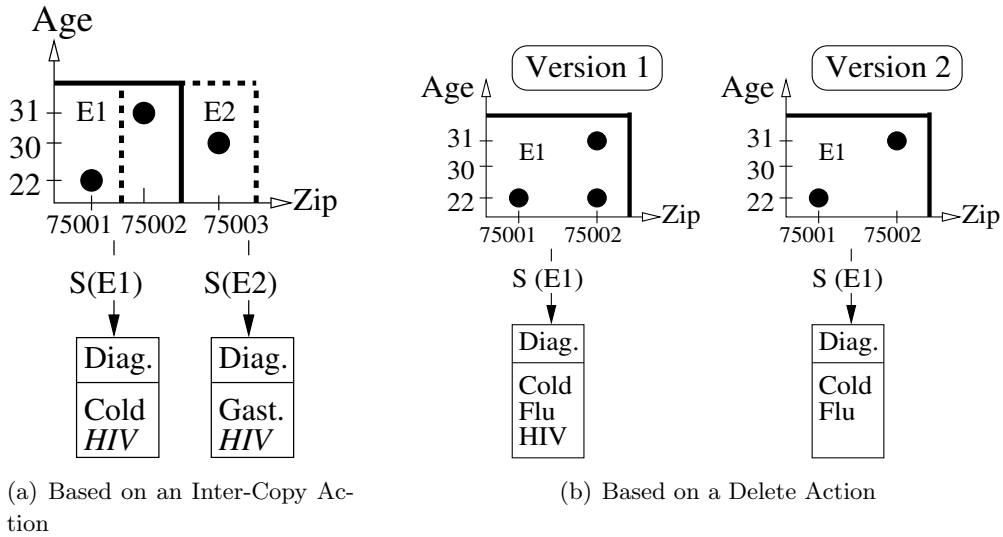 Age
31
30
22
E1
E2
Zip
75001
75002
75003
S(E1)
S(E2)
Diag.
Cold
HIV
Diag.
Gast.
HIV
(a) Based on an Inter-Copy Ac-
tion
Version 1
Age
31
30
22
E1
Zip
75001
75002
S (E1)
Diag.
Cold
Flu
HIV
Version 2
Age
31
30
22
E1
Zip
75001
75002
S (E1)
Diag.
Cold
Flu
(b) Based on a Delete Action